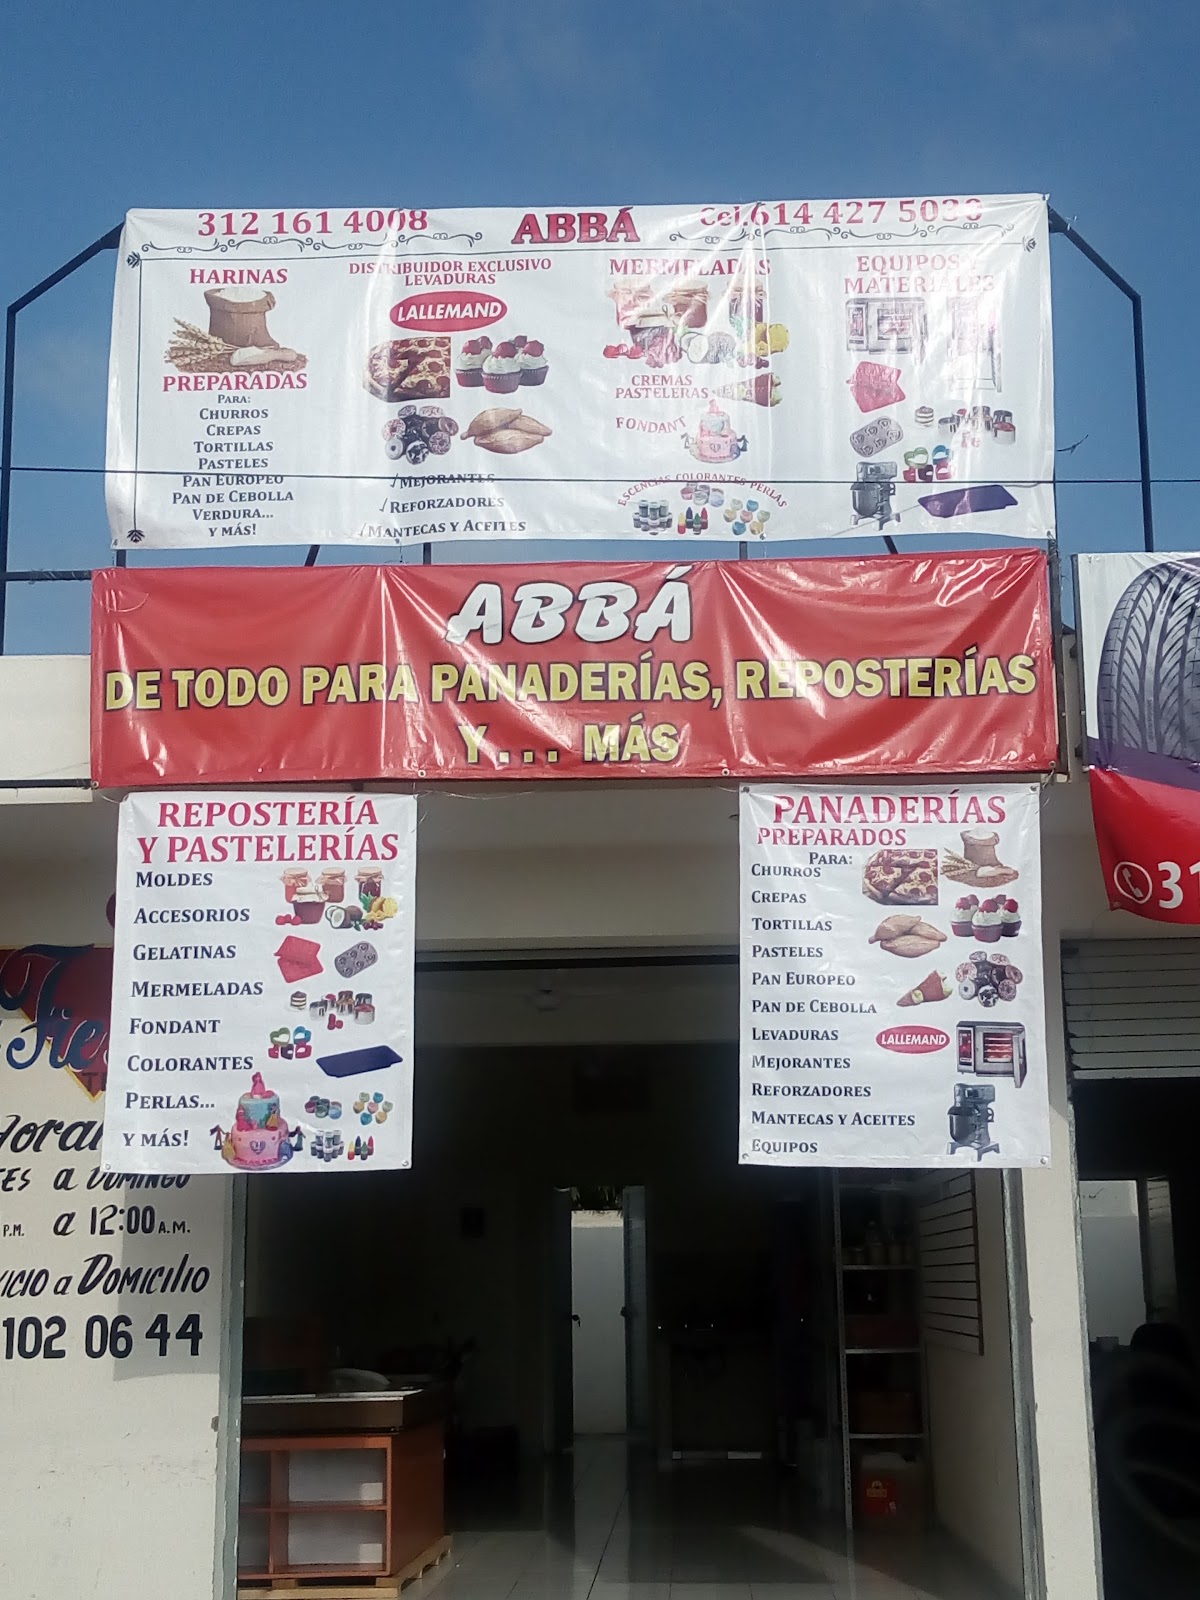 312 161 4008
ABBÁ
Cel.614 427 5030
HARINAS
PREPARADAS
PARA:
CHURROS
CREPAS
TORTILLAS
PASTELES
PAN EUROPEO
PAN DE CEBOLLA
VERDURA...
Y MÁS!
DISTRIBUIDOR EXCLUSIVO
LEVADURAS
LALLEMAND
MEJORANTES
REFORZADORES
MANTECAS Y ACEITES
MERMELADAS
CREMAS
PASTELERAS
FONDANT
ESCENCIAS COLORANTES PERLAS
EQUIPOS Y
MATERIALES
ABBÁ
DE TODO PARA PANADERÍAS, REPOSTERÍAS
Y... MÁS
REPOSTERÍA
Y PASTELERÍAS
MOLDES
ACCESORIOS
GELATINAS
MERMELADAS
FONDANT
COLORANTES
PERLAS...
Y MÁS!
PANADERÍAS
PREPARADOS
PARA:
CHURROS
CREPAS
TORTILLAS
PASTELES
PAN EUROPEO
PAN DE CEBOLLA
LEVADURAS
LALLEMAND
MEJORANTES
REFORZADORES
MANTECAS Y ACEITES
EQUIPOS
31
a DOMINGO
P.M. a 12:00 A.M.
a DOMICILIO
102 06 44